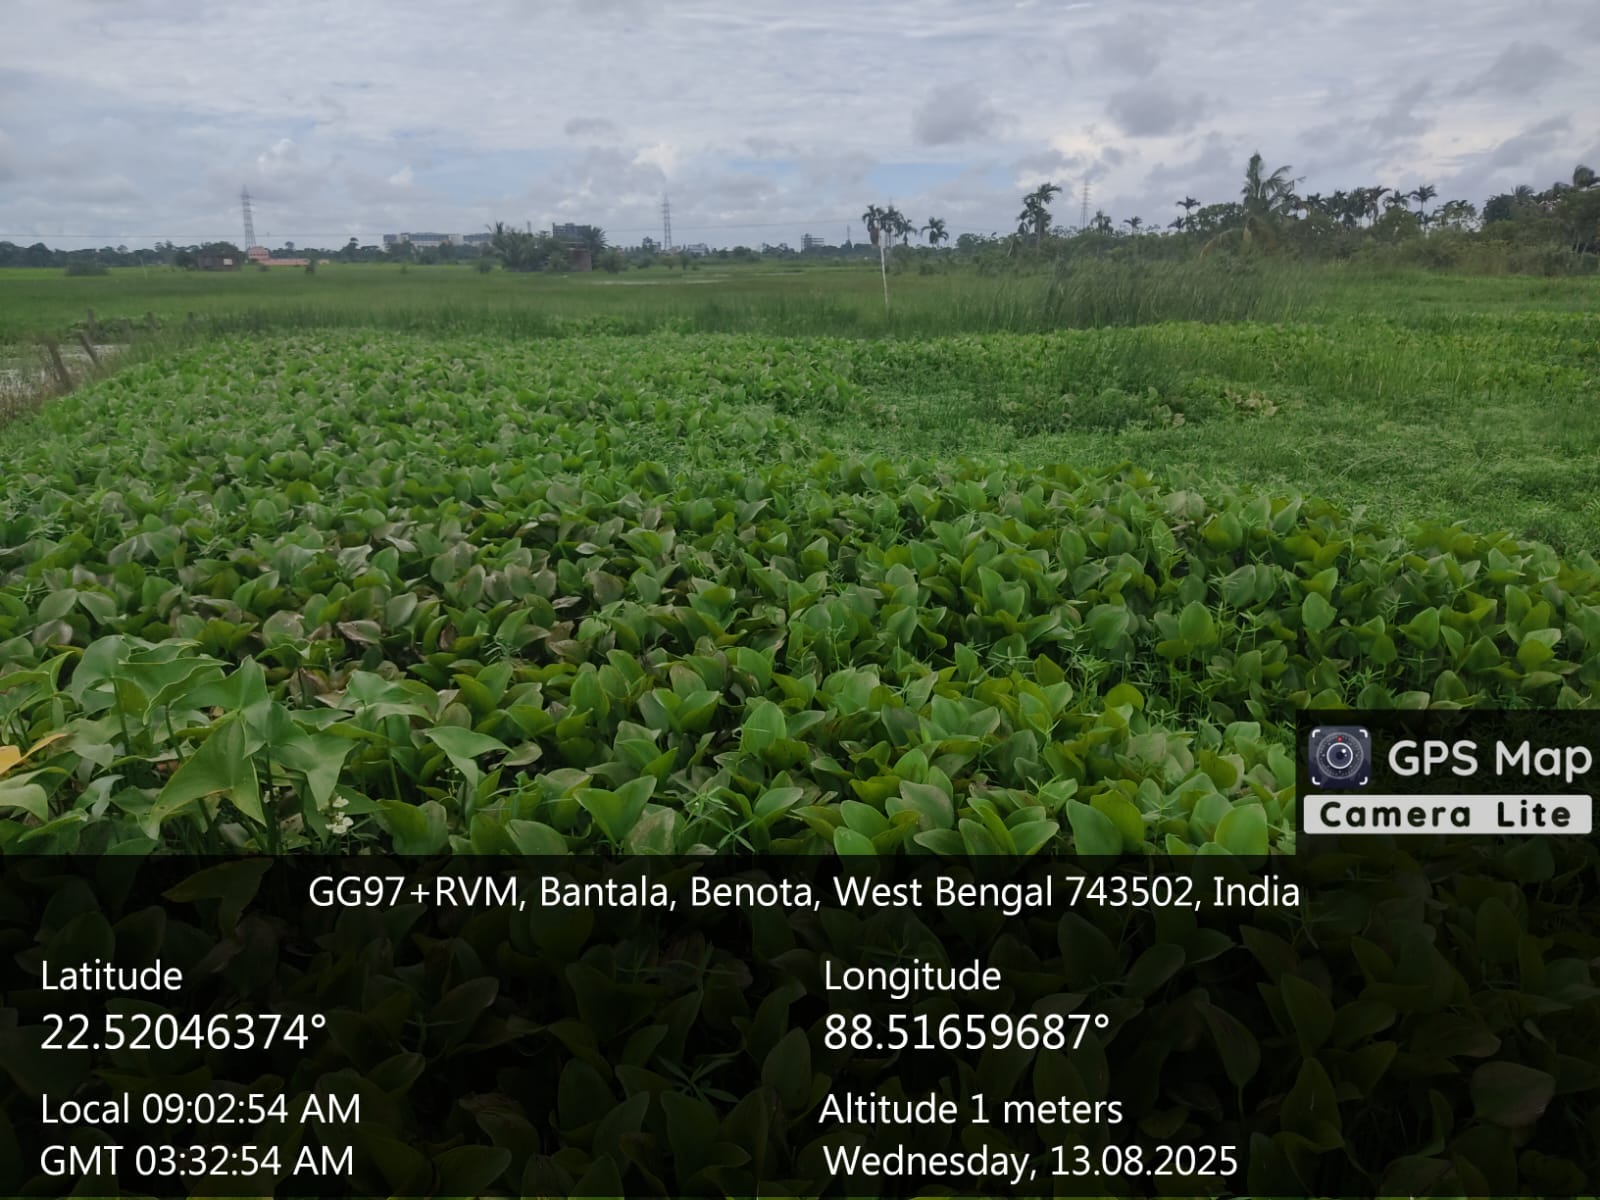 GPS Map
Camera Lite
GG97+RVM, Bantala, Benota, West Bengal 743502, India
Latitude
22.52046374°
Longitude
88.51659687°
Local 09:02:54 AM
GMT 03:32:54 AM
Altitude 1 meters
Wednesday, 13.08.2025